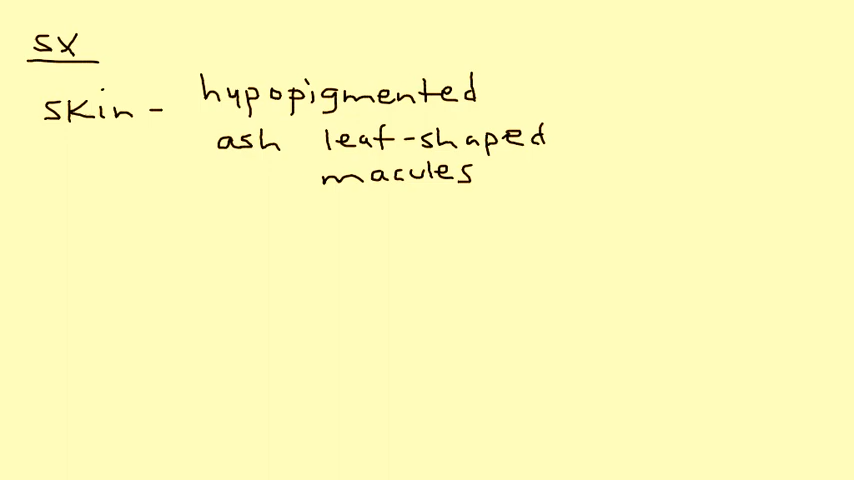 sx
skin - hypopigmented
ash leaf-shaped
macules